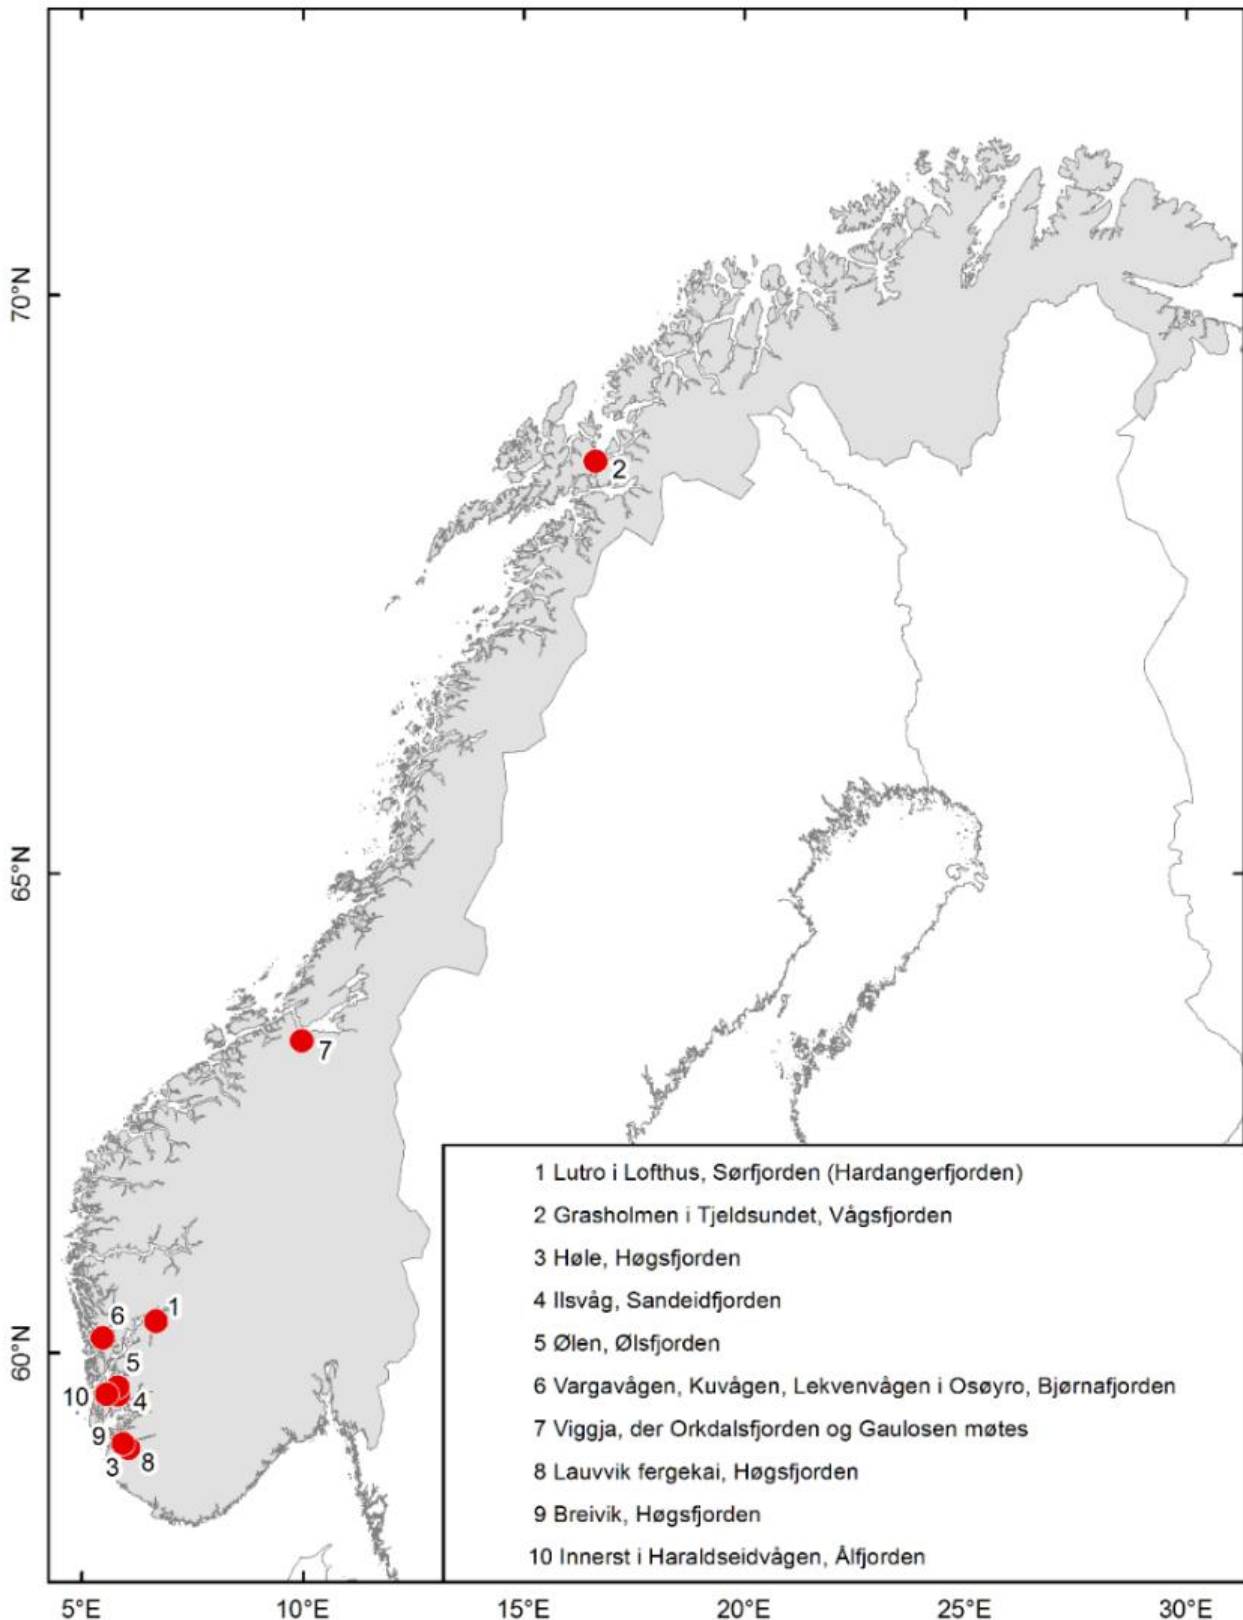 70°N
2
65°N
7
6
1
5
10
4
9
3
8
60°N
1 Lutro i Lofthus, Sørfjorden (Hardangerfjorden)
2 Grasholmen i Tjeldsundet, Vågsfjorden
3 Høle, Høgsfjorden
4 Ilsvåg, Sandeidfjorden
5 Ølen, Ølsfjorden
6 Vargavågen, Kuvågen, Lekvenvågen i Osøyro, Bjørnafjorden
7 Viggja, der Orkdalsfjorden og Gaulosen møtes
8 Lauvvik fergekai, Høgsfjorden
9 Breivik, Høgsfjorden
10 Innerst i Haraldseidvågen, Ålfjorden
5°E 10°E 15°E 20°E 25°E 30°E